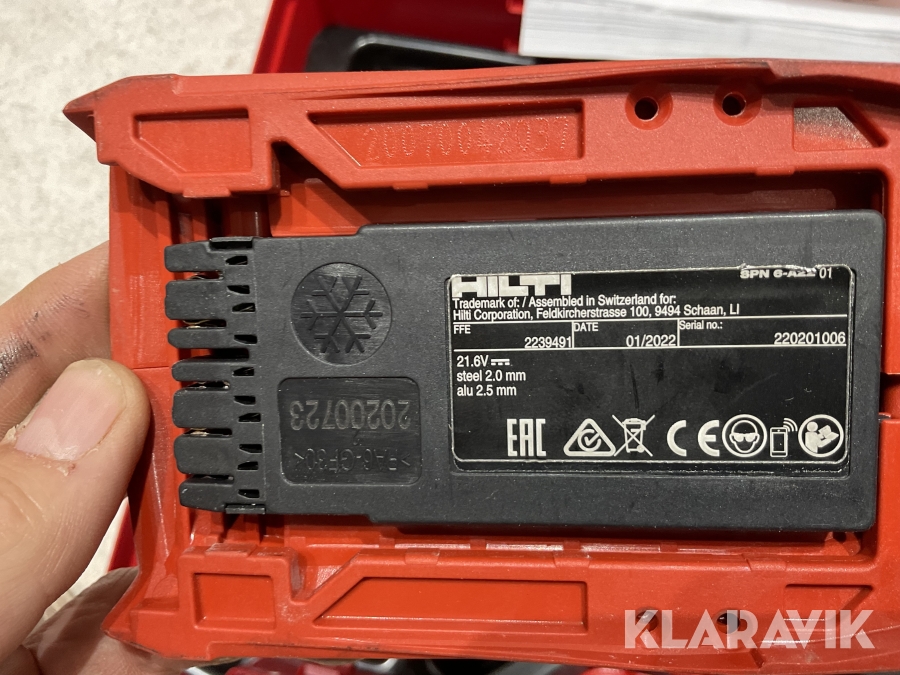 20070042037
HILTI
SPN 6-A22 01
Trademark of: / Assembled in Switzerland for:
Hilti Corporation, Feldkircherstrasse 100, 9494 Schaan, LI
FFE DATE Serial no.:
2239491 01/2022 220201006
21.6V
steel 2.0 mm
alu 2.5 mm
EAC CE
20200723
>PA6-GF30<
KLARAVIK